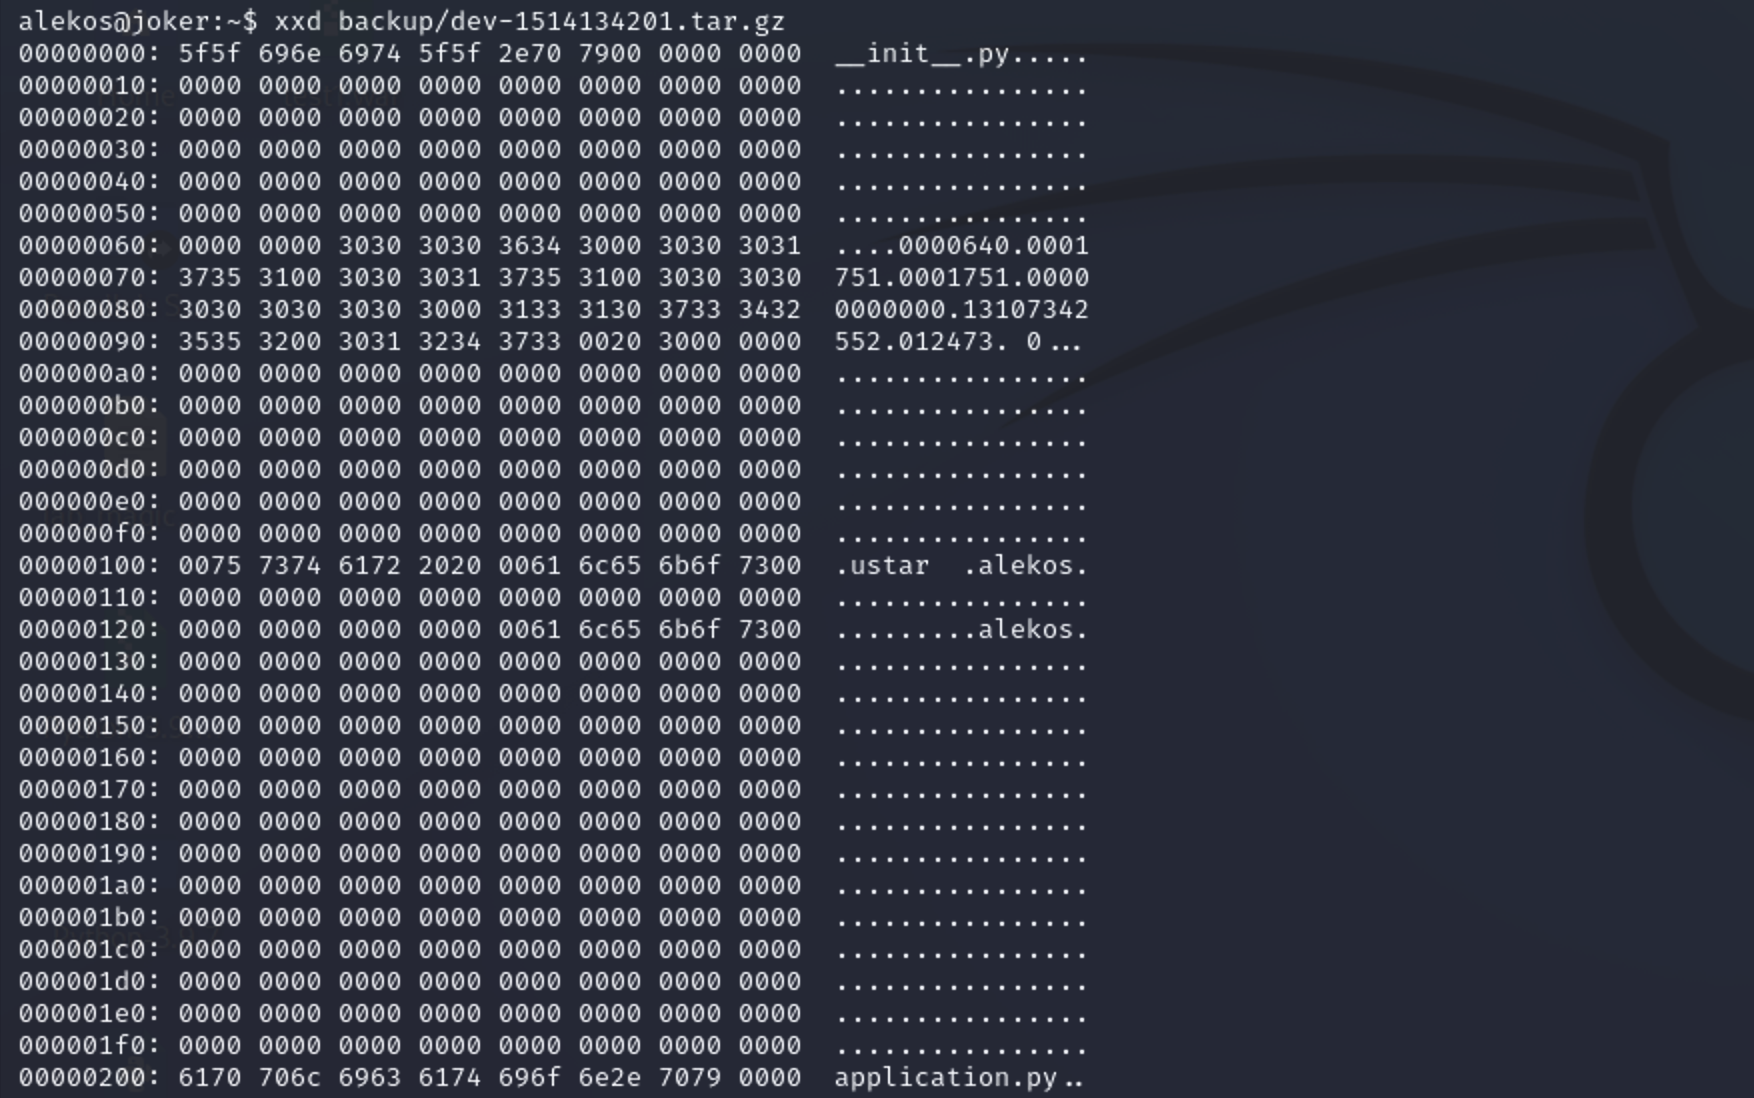 alekos@joker:~$ xxd backup/dev-1514134201.tar.gz
00000000: 5f5f 696e 6974 5f5f 2e70 7900 0000 0000  __init__.py.....
00000010: 0000 0000 0000 0000 0000 0000 0000 0000  ................
00000020: 0000 0000 0000 0000 0000 0000 0000 0000  ................
00000030: 0000 0000 0000 0000 0000 0000 0000 0000  ................
00000040: 0000 0000 0000 0000 0000 0000 0000 0000  ................
00000050: 0000 0000 0000 0000 0000 0000 0000 0000  ................
00000060: 0000 0000 3030 3030 3634 3000 3030 3031  ....0000640.0001
00000070: 3735 3100 3030 3031 3735 3100 3030 3030  751.0001751.0000
00000080: 3030 3030 3030 3000 3133 3130 3733 3432  0000000.13107342
00000090: 3535 3200 3031 3234 3733 0020 3000 0000  552.012473. 0...
000000a0: 0000 0000 0000 0000 0000 0000 0000 0000  ................
000000b0: 0000 0000 0000 0000 0000 0000 0000 0000  ................
000000c0: 0000 0000 0000 0000 0000 0000 0000 0000  ................
000000d0: 0000 0000 0000 0000 0000 0000 0000 0000  ................
000000e0: 0000 0000 0000 0000 0000 0000 0000 0000  ................
000000f0: 0000 0000 0000 0000 0000 0000 0000 0000  ................
00000100: 0075 7374 6172 2020 0061 6c65 6b6f 7300  .ustar  .alekos.
00000110: 0000 0000 0000 0000 0000 0000 0000 0000  ................
00000120: 0000 0000 0000 0000 0061 6c65 6b6f 7300  .........alekos.
00000130: 0000 0000 0000 0000 0000 0000 0000 0000  ................
00000140: 0000 0000 0000 0000 0000 0000 0000 0000  ................
00000150: 0000 0000 0000 0000 0000 0000 0000 0000  ................
00000160: 0000 0000 0000 0000 0000 0000 0000 0000  ................
00000170: 0000 0000 0000 0000 0000 0000 0000 0000  ................
00000180: 0000 0000 0000 0000 0000 0000 0000 0000  ................
00000190: 0000 0000 0000 0000 0000 0000 0000 0000  ................
000001a0: 0000 0000 0000 0000 0000 0000 0000 0000  ................
000001b0: 0000 0000 0000 0000 0000 0000 0000 0000  ................
000001c0: 0000 0000 0000 0000 0000 0000 0000 0000  ................
000001d0: 0000 0000 0000 0000 0000 0000 0000 0000  ................
000001e0: 0000 0000 0000 0000 0000 0000 0000 0000  ................
000001f0: 0000 0000 0000 0000 0000 0000 0000 0000  ................
00000200: 6170 706c 6963 6174 696f 6e2e 7079 0000  application.py..